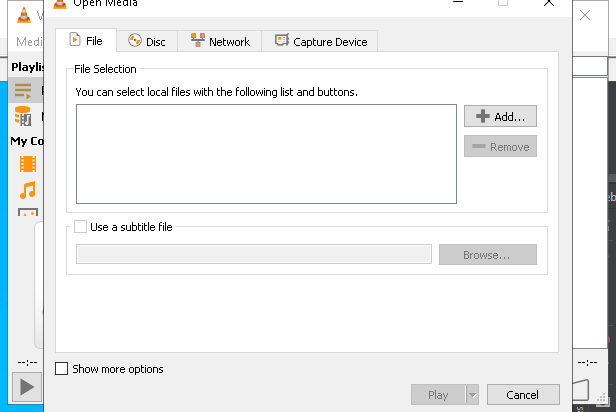 Open Media
Medi
File
Disc
Network
Capture Device
Playlis
File Selection
You can select local files with the following list and buttons.
Add...
Remove
My Co
Use a subtitle file
Browse...
--:--
--:--
Show more options
Play
Cancel